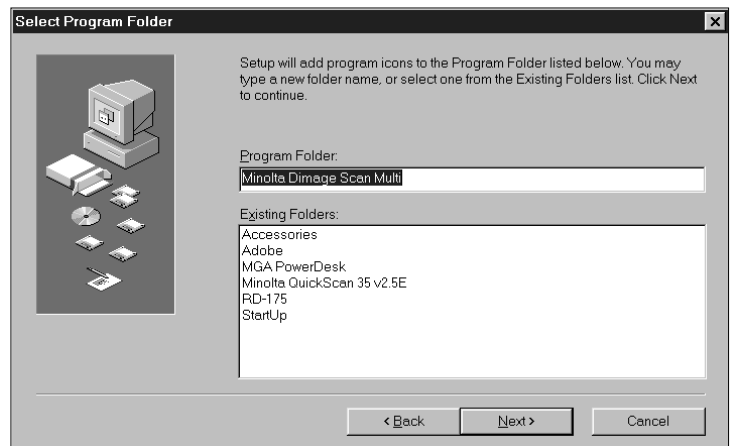 Select Program Folder
Setup will add program icons to the Program Folder listed below. You may
type a new folder name, or select one from the Existing Folders list. Click Next
to continue.
Program Folder:
Minolta Dimage Scan Multi
Existing Folders:
Accessories
Adobe
MGA PowerDesk
Minolta QuickScan 35 v2.5E
RD-175
StartUp
< Back
Next >
Cancel